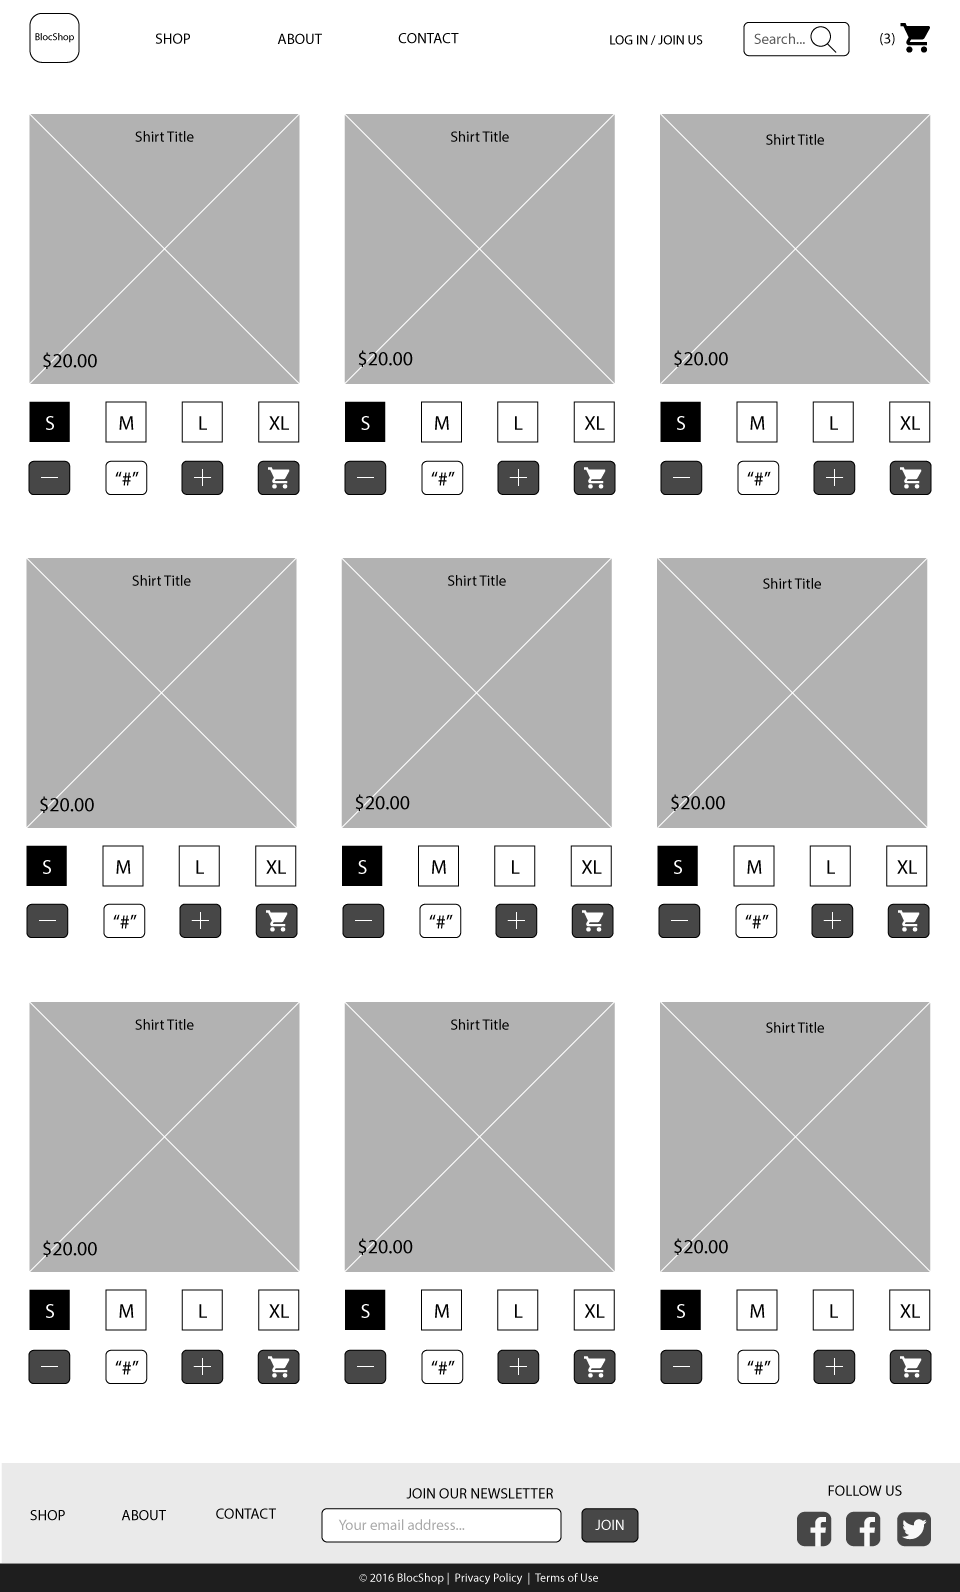 BlocShop
SHOP ABOUT CONTACT LOG IN / JOIN US Search... (3)
Shirt Title Shirt Title Shirt Title
$20.00 $20.00 $20.00
S M L XL S M L XL S M L XL
“#” “#” “#”
Shirt Title Shirt Title Shirt Title
$20.00 $20.00 $20.00
S M L XL S M L XL S M L XL
“#” “#” “#”
Shirt Title Shirt Title Shirt Title
$20.00 $20.00 $20.00
S M L XL S M L XL S M L XL
“#” “#” “#”
JOIN OUR NEWSLETTER FOLLOW US
SHOP ABOUT CONTACT Your email address... JOIN
© 2016 BlocShop | Privacy Policy | Terms of Use